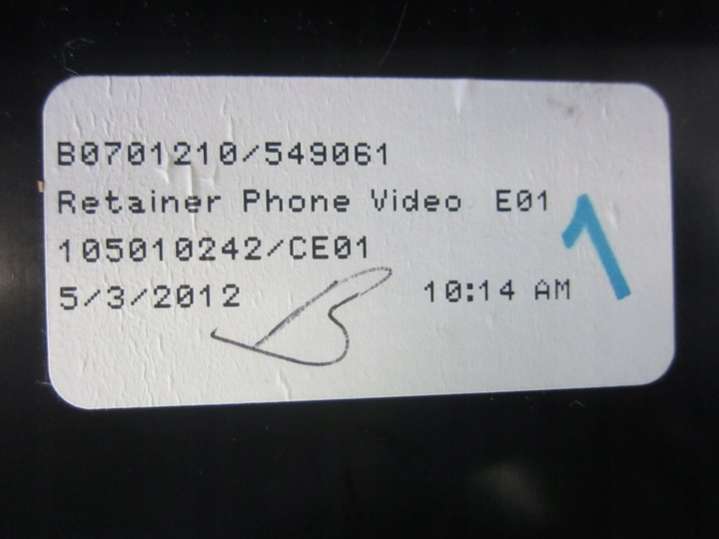 B0701210/549061
Retainer Phone Video E01
105010242/CE01
5/3/2012 10:14 AM
1